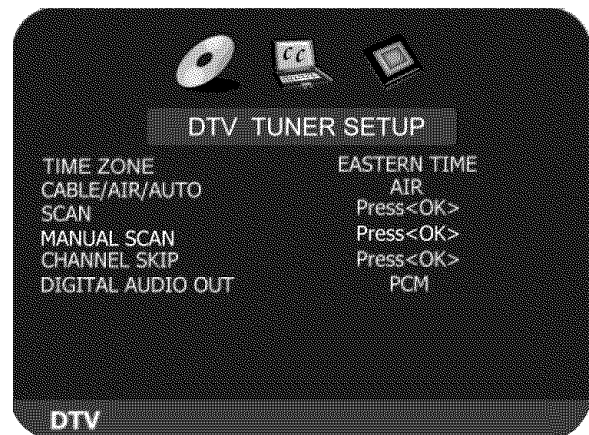 CC
DTV TUNER SETUP
TIME ZONE EASTERN TIME
CABLE/AIR/AUTO AIR
SCAN Press<OK>
MANUAL SCAN Press<OK>
CHANNEL SKIP Press<OK>
DIGITAL AUDIO OUT PCM
DTV